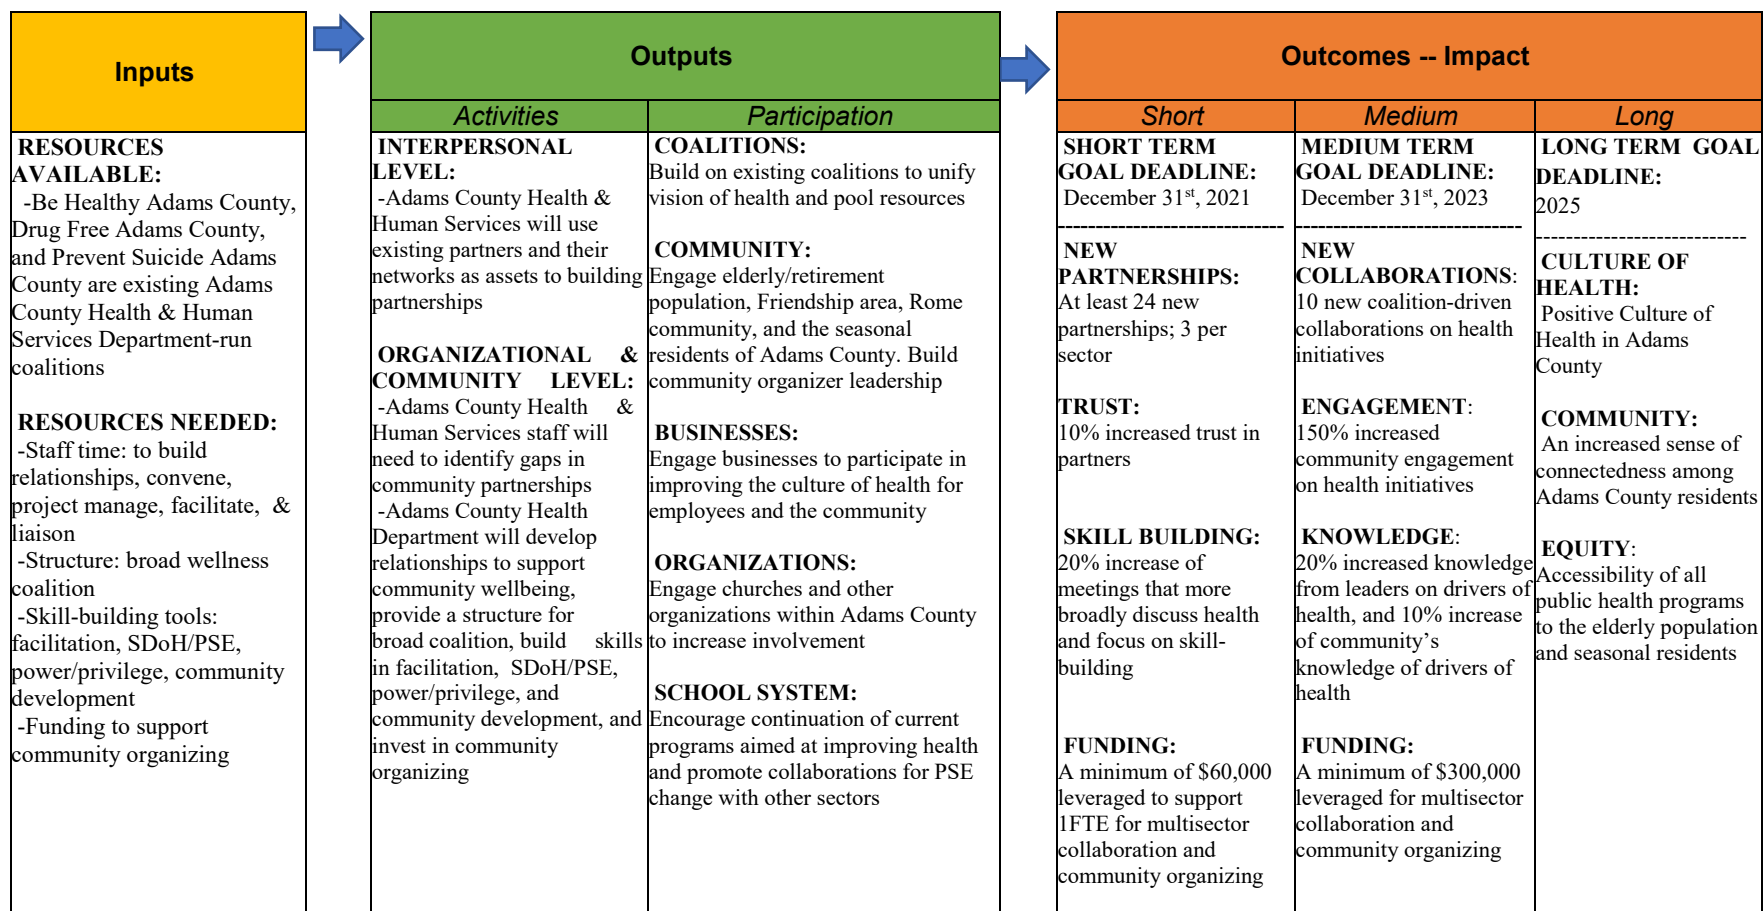 Inputs
RESOURCES
AVAILABLE:
-Be Healthy Adams County,
Drug Free Adams County,
and Prevent Suicide Adams
County are existing Adams
County Health & Human
Services Department-run
coalitions
RESOURCES NEEDED:
-Staff time: to build
relationships, convene,
project manage, facilitate, &
liaison
-Structure: broad wellness
coalition
-Skill-building tools:
facilitation, SDoH/PSE,
power/privilege, community
development
-Funding to support
community organizing
Outputs
Activities
INTERPERSONAL
LEVEL:
-Adams County Health &
Human Services will use
existing partners and their
networks as assets to building
partnerships
ORGANIZATIONAL &
COMMUNITY LEVEL:
-Adams County Health &
Human Services staff will
need to identify gaps in
community partnerships
-Adams County Health
Department will develop
relationships to support
community wellbeing,
provide a structure for
broad coalition, build skills
in facilitation, SDoH/PSE,
power/privilege, and
community development, and
invest in community
organizing
Participation
COALITIONS:
Build on existing coalitions to unify
vision of health and pool resources
COMMUNITY:
Engage elderly/retirement
population, Friendship area, Rome
community, and the seasonal
residents of Adams County. Build
community organizer leadership
BUSINESSES:
Engage businesses to participate in
improving the culture of health for
employees and the community
ORGANIZATIONS:
Engage churches and other
organizations within Adams County
to increase involvement
SCHOOL SYSTEM:
Encourage continuation of current
programs aimed at improving health
and promote collaborations for PSE
change with other sectors
Outcomes -- Impact
Short
SHORT TERM
GOAL DEADLINE:
December 31st, 2021
------------------------------
NEW
PARTNERSHIPS:
At least 24 new
partnerships; 3 per
sector
TRUST:
10% increased trust in
partners
SKILL BUILDING:
20% increase of
meetings that more
broadly discuss health
and focus on skill-
building
FUNDING:
A minimum of $60,000
leveraged to support
1FTE for multisector
collaboration and
community organizing
Medium
MEDIUM TERM
GOAL DEADLINE:
December 31st, 2023
------------------------------
NEW
COLLABORATIONS:
10 new coalition-driven
collaborations on health
initiatives
ENGAGEMENT:
150% increased
community engagement
on health initiatives
KNOWLEDGE:
20% increased knowledge
from leaders on drivers of
health, and 10% increase
of community's
knowledge of drivers of
health
FUNDING:
A minimum of $300,000
leveraged for multisector
collaboration and
community organizing
Long
LONG TERM GOAL
DEADLINE:
2025
----------------------------
CULTURE OF
HEALTH:
Positive Culture of
Health in Adams
County
COMMUNITY:
An increased sense of
connectedness among
Adams County residents
EQUITY:
Accessibility of all
public health programs
to the elderly population
and seasonal residents